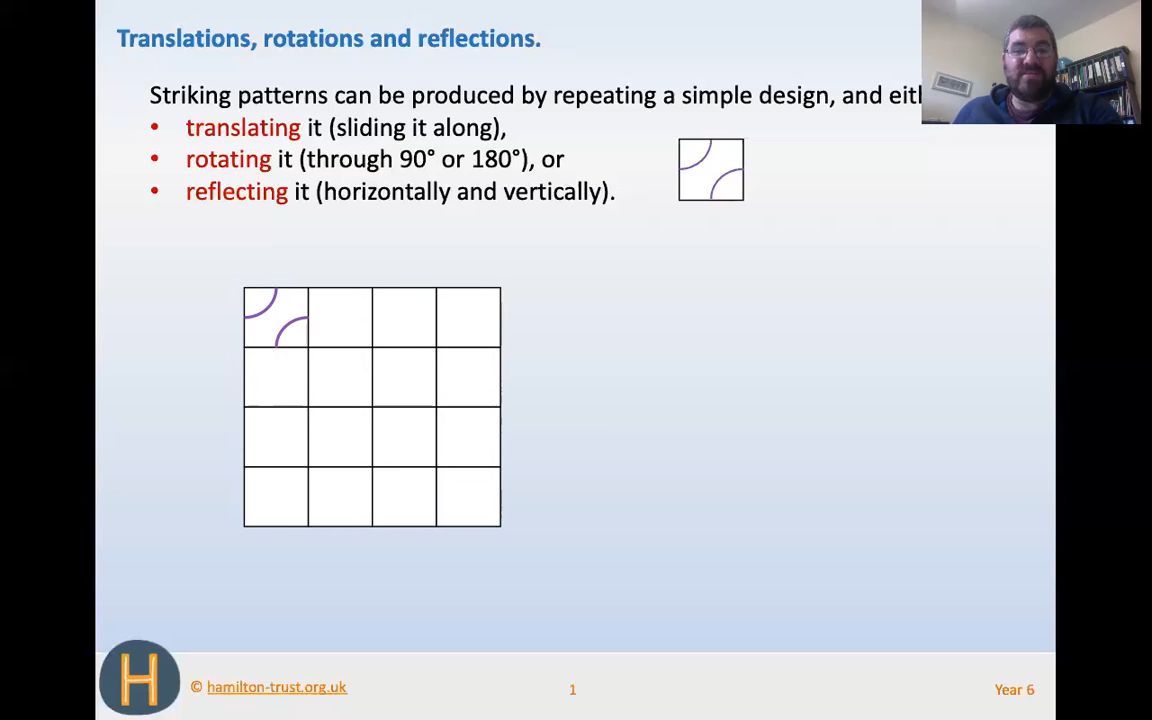 Translations, rotations and reflections.
Striking patterns can be produced by repeating a simple design, and
• translating it (sliding it along),
• rotating it (through 90° or 180°), or
• reflecting it (horizontally and vertically).
H
© hamilton-trust.org.uk
1
Year 6